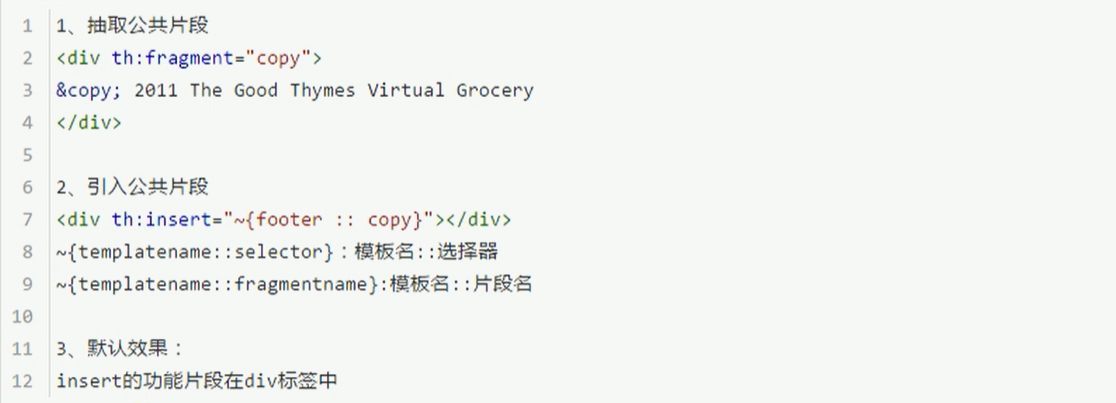 1 1、抽取公共片段
2 <div th:fragment="copy">
3 &copy; 2011 The Good Thymes Virtual Grocery
4 </div>
5
6 2、引入公共片段
7 <div th:insert="~{footer :: copy}"></div>
8 ~{templatename::selector}：模板名::选择器
9 ~{templatename::fragmentname}:模板名::片段名
10
11 3、默认效果：
12 insert的功能片段在div标签中